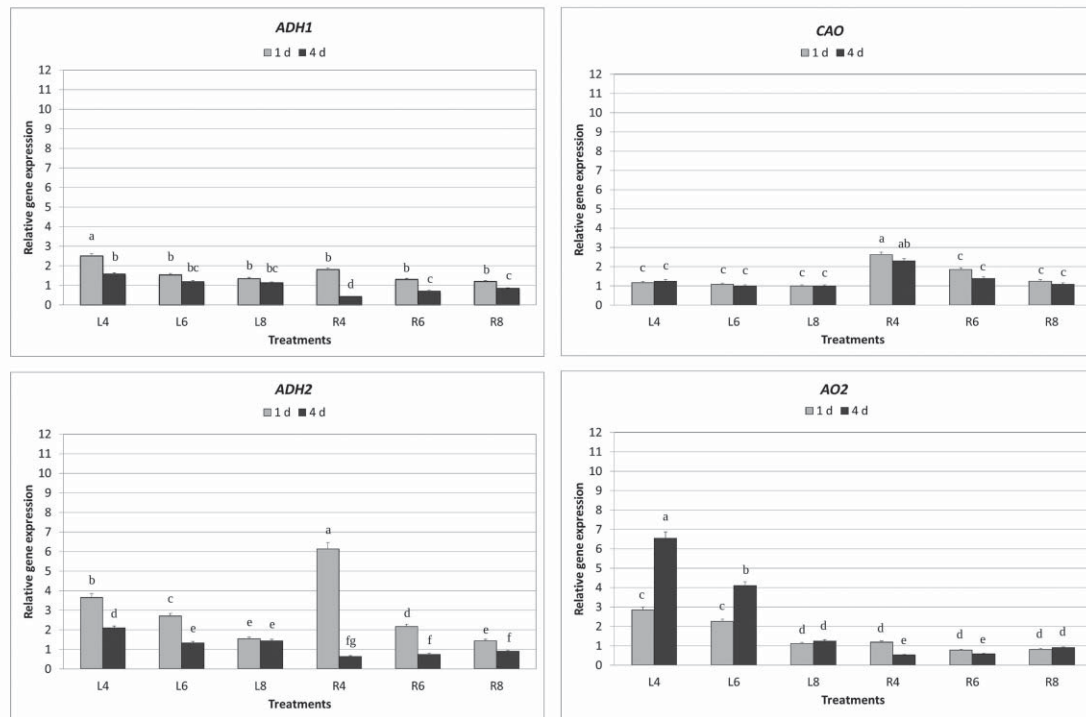 ADH1
1 d 4 d
Relative gene expression
12
11
10
9
8
7
6
5
4
3
2
1
0
a b b bc b bc b d b c b c
L4 L6 L8 R4 R6 R8
Treatments
CAO
1 d 4 d
Relative gene expression
12
11
10
9
8
7
6
5
4
3
2
1
0
c c c c c c a ab c c c c
L4 L6 L8 R4 R6 R8
Treatments
ADH2
1 d 4 d
Relative gene expression
12
11
10
9
8
7
6
5
4
3
2
1
0
b d c e e e a fg d f e f
L4 L6 L8 R4 R6 R8
Treatments
AO2
1 d 4 d
Relative gene expression
12
11
10
9
8
7
6
5
4
3
2
1
0
c a c b d d d e d e d d
L4 L6 L8 R4 R6 R8
Treatments